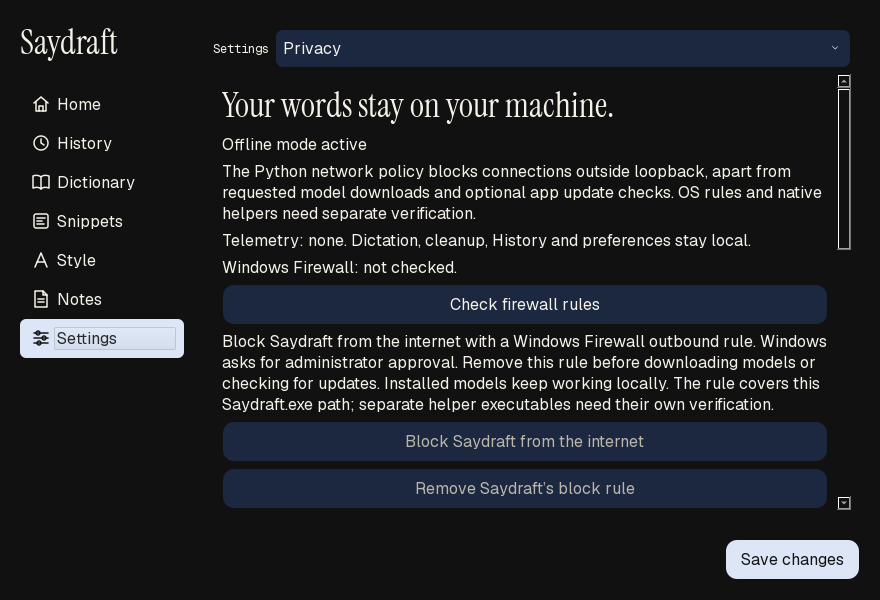 Saydraft
Settings
Privacy
Home
History
Dictionary
Snippets
Style
Notes
Settings
Your words stay on your machine.
Offline mode active
The Python network policy blocks connections outside loopback, apart from
requested model downloads and optional app update checks. OS rules and native
helpers need separate verification.
Telemetry: none. Dictation, cleanup, History and preferences stay local.
Windows Firewall: not checked.
Check firewall rules
Block Saydraft from the internet with a Windows Firewall outbound rule. Windows
asks for administrator approval. Remove this rule before downloading models or
checking for updates. Installed models keep working locally. The rule covers this
Saydraft.exe path; separate helper executables need their own verification.
Block Saydraft from the internet
Remove Saydraft's block rule
Save changes